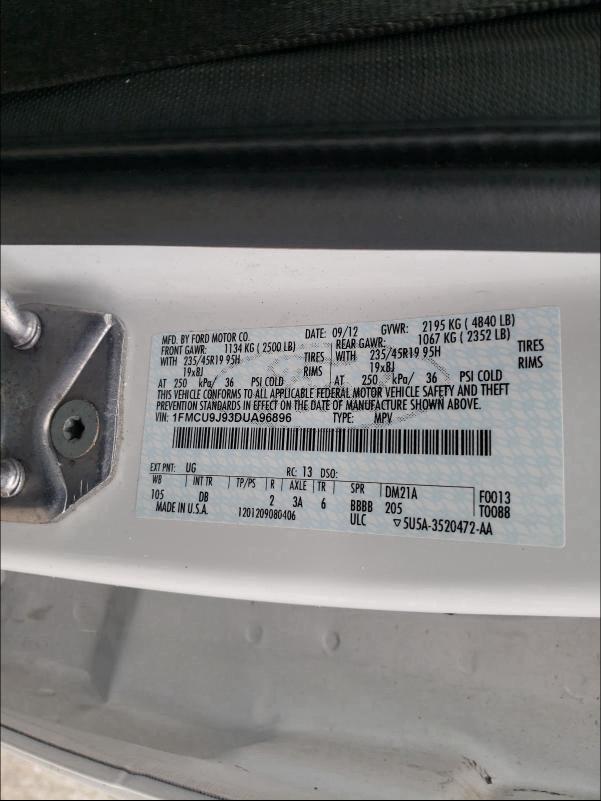 MFD. BY FORD MOTOR CO. DATE: 09/12 GVWR: 2195 KG ( 4840 LB)
FRONT GAWR: 1134 KG ( 2500 LB) REAR GAWR: 1067 KG ( 2352 LB)
WITH 235/45R19 95H TIRES WITH 235/45R19 95H TIRES
19x8J RIMS 19x8J RIMS
AT 250 kPa/ 36 PSI COLD AT 250 kPa/ 36 PSI COLD
THIS VEHICLE CONFORMS TO ALL APPLICABLE FEDERAL MOTOR VEHICLE SAFETY AND THEFT
PREVENTION STANDARDS IN EFFECT ON THE DATE OF MANUFACTURE SHOWN ABOVE.
VIN: 1FMCU9J93DUA96896 TYPE: MPV
EXT PNT: UG RC: 13 DSO:
WB INT TR TP/PS R AXLE TR SPR DM21A F0013
105 DB 2 3A 6 BBBB 205 T0088
MADE IN U.S.A. 1201209080406 ULC ▽5U5A-3520472-AA